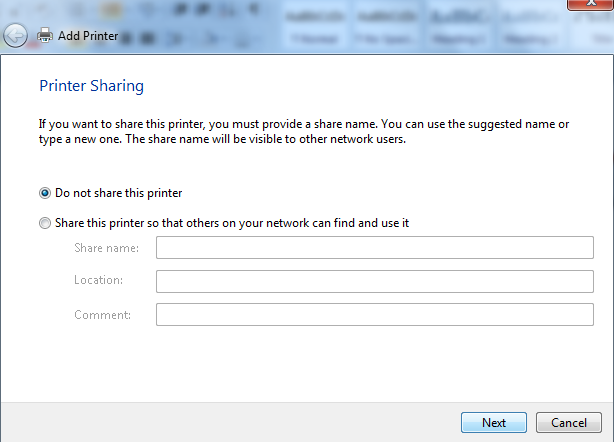 Add Printer
Printer Sharing
If you want to share this printer, you must provide a share name. You can use the suggested name or
type a new one. The share name will be visible to other network users.
Do not share this printer
Share this printer so that others on your network can find and use it
Share name:
Location:
Comment:
Next
Cancel